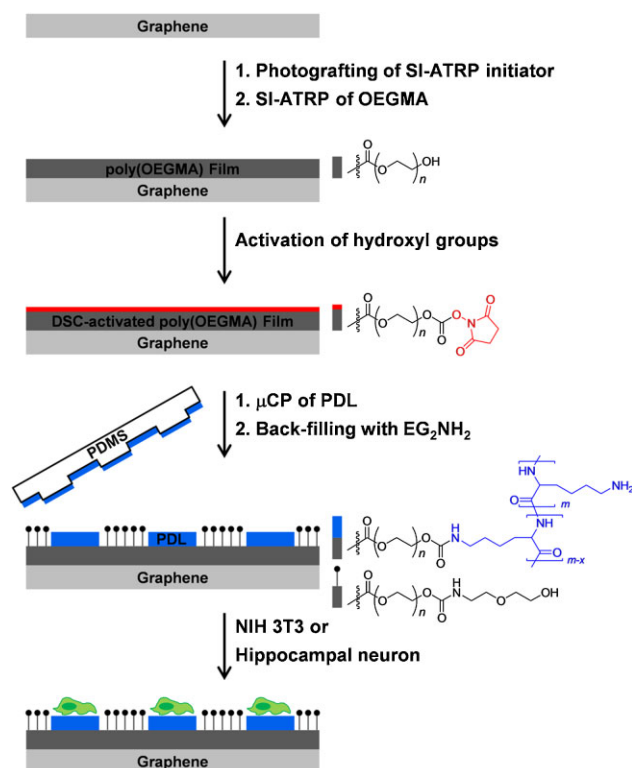 Graphene
1. Photografting of SI-ATRP initiator
2. SI-ATRP of OEGMA
poly(OEGMA) Film
Graphene
O
O
O
n
OH
Activation of hydroxyl groups
DSC-activated poly(OEGMA) Film
Graphene
O
O
O
n
O
O
O
N
O
O
1. μCP of PDL
2. Back-filling with EG2NH2
PDMS
HN
NH2
O
m
HN
PDL
Graphene
O
O
O
n
O
O
H
N
O
m-x
O
O
O
n
O
O
H
N
O
OH
NIH 3T3 or
Hippocampal neuron
Graphene